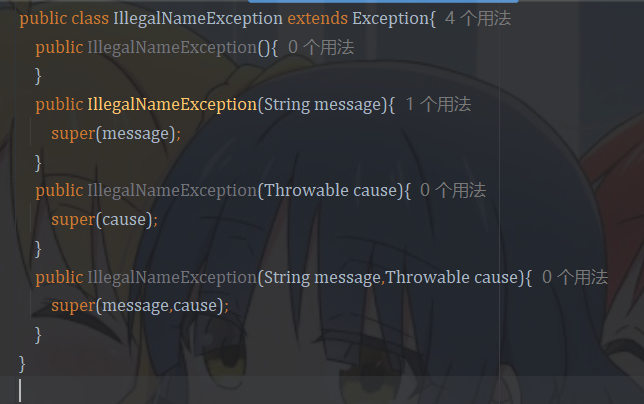 public class IllegalNameException extends Exception{ 4 个用法
public IllegalNameException(){ 0 个用法
}
public IllegalNameException(String message){ 1 个用法
super(message);
}
public IllegalNameException(Throwable cause){ 0 个用法
super(cause);
}
public IllegalNameException(String message,Throwable cause){ 0 个用法
super(message,cause);
}
}